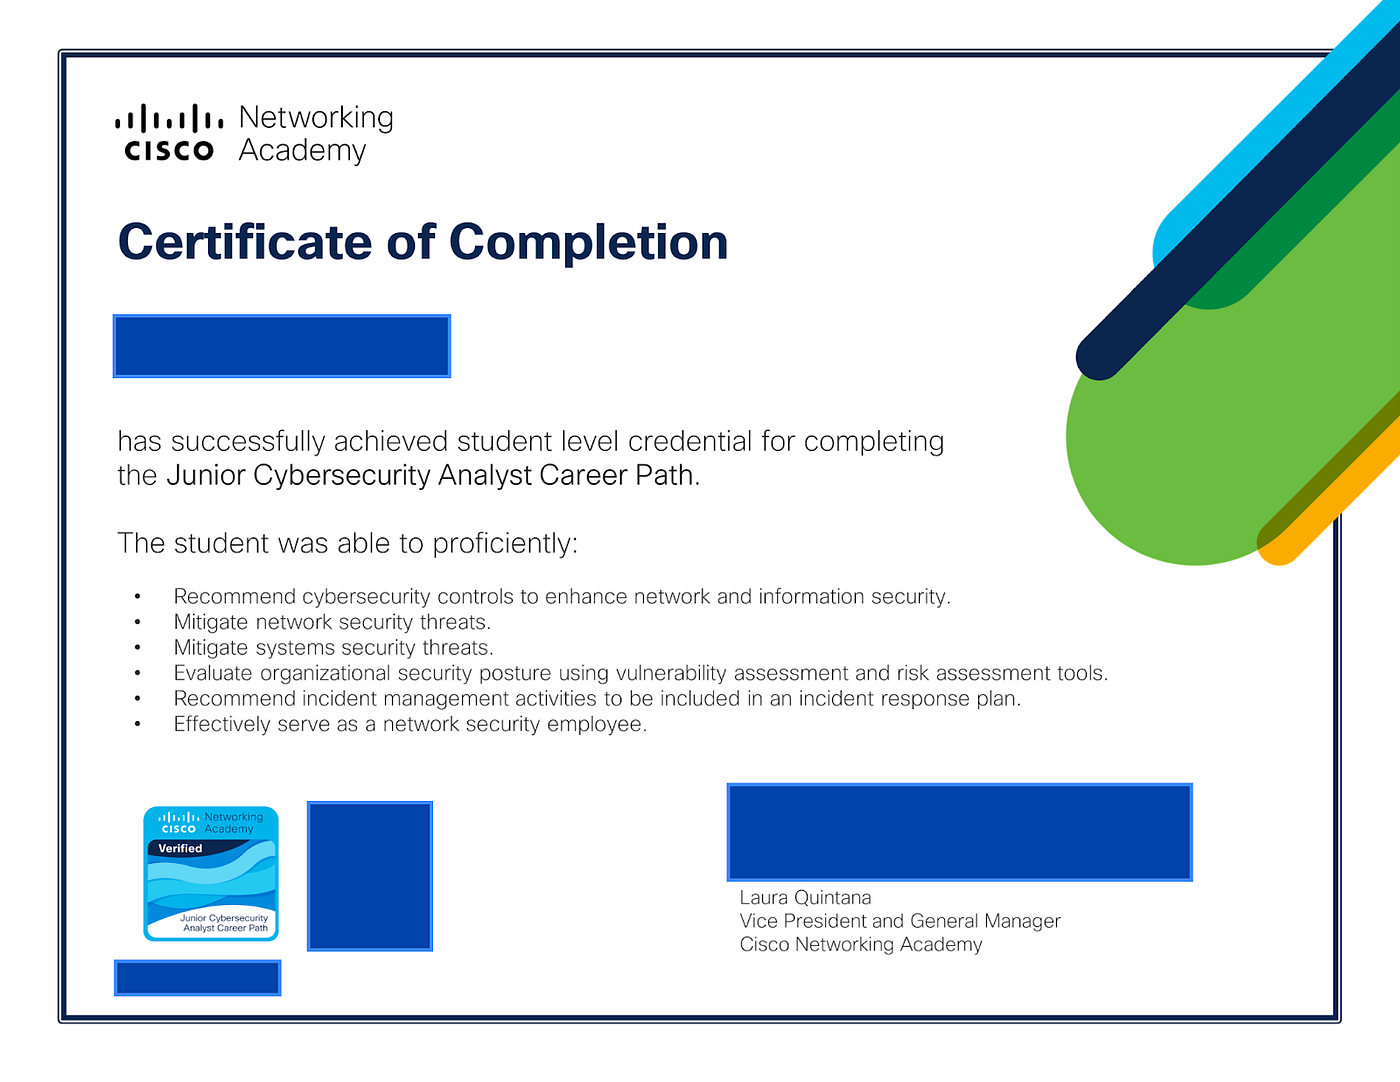 CISCO Networking
Academy
Certificate of Completion
has successfully achieved student level credential for completing
the Junior Cybersecurity Analyst Career Path.
The student was able to proficiently:
• Recommend cybersecurity controls to enhance network and information security.
• Mitigate network security threats.
• Mitigate systems security threats.
• Evaluate organizational security posture using vulnerability assessment and risk assessment tools.
• Recommend incident management activities to be included in an incident response plan.
• Effectively serve as a network security employee.
CISCO Networking
Academy
Verified
Junior Cybersecurity
Analyst Career Path
Laura Quintana
Vice President and General Manager
Cisco Networking Academy